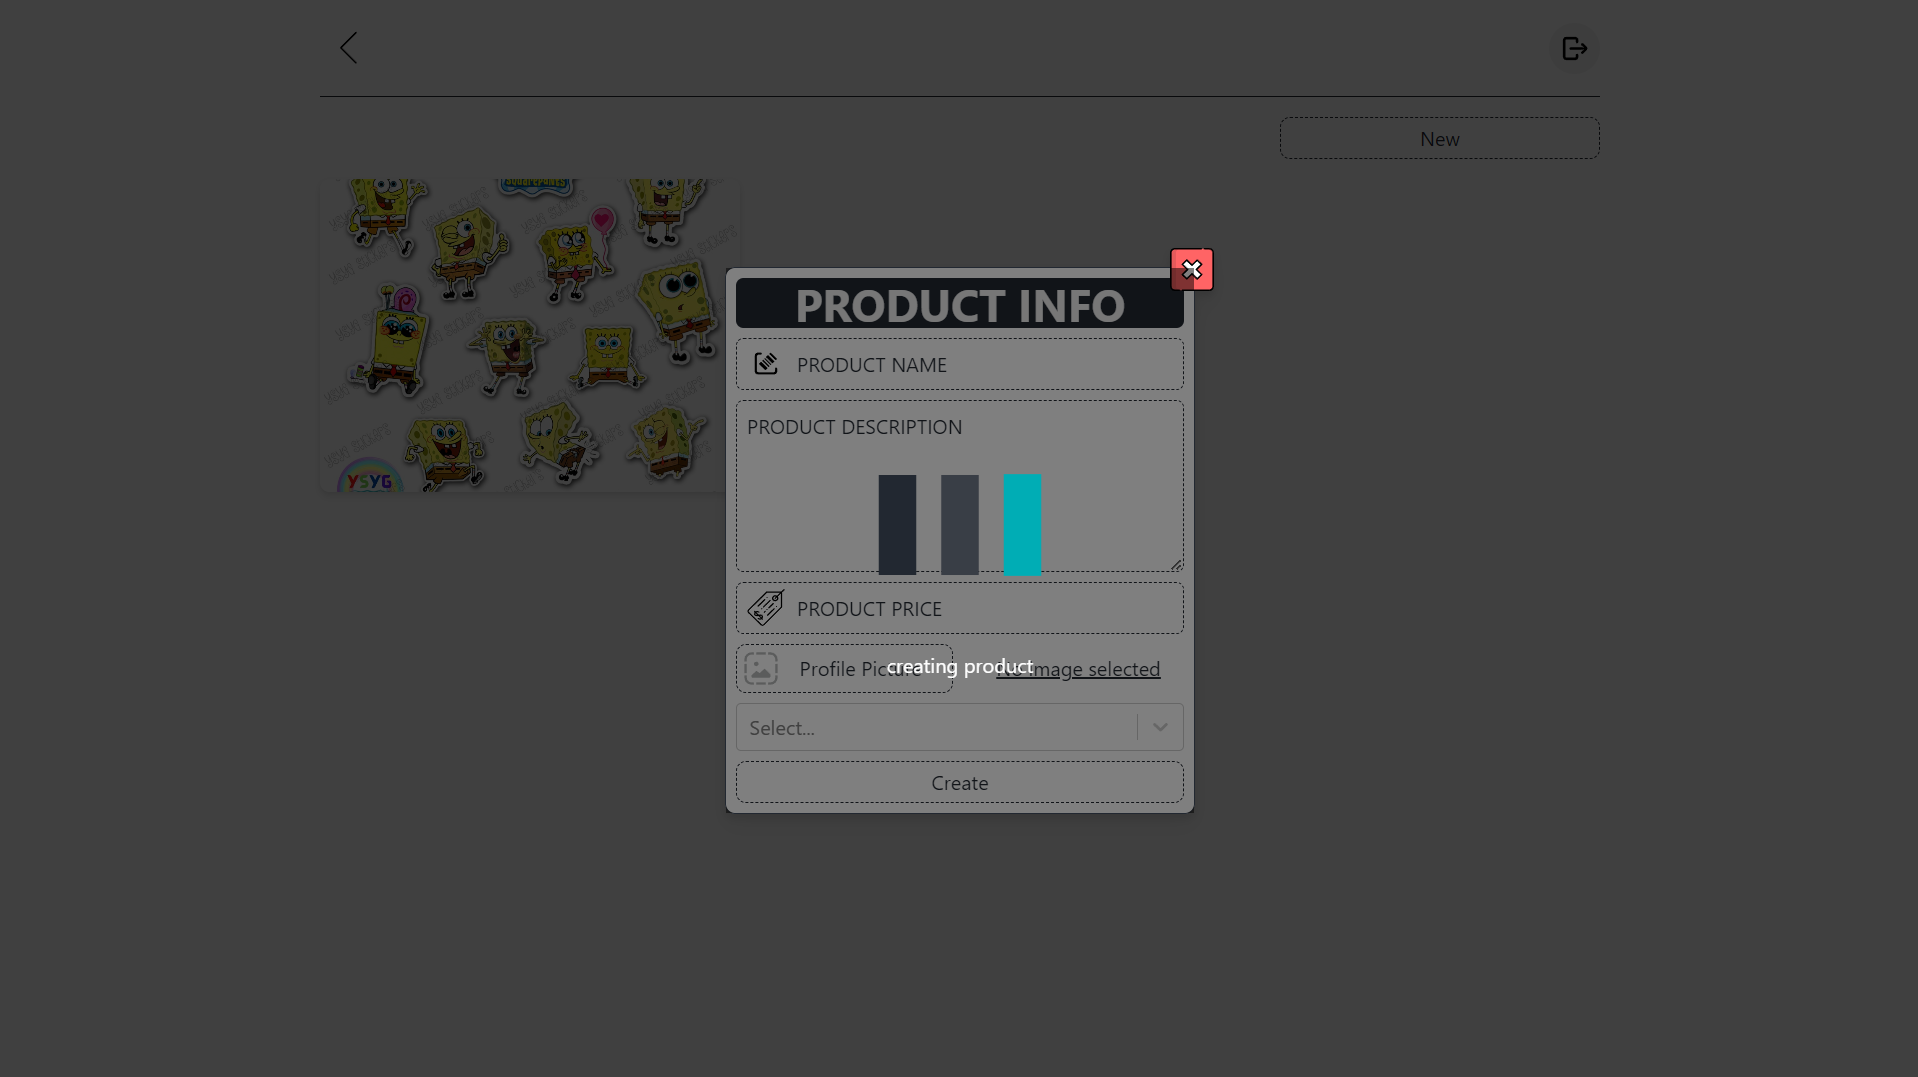 New
PRODUCT INFO
PRODUCT NAME
PRODUCT DESCRIPTION
PRODUCT PRICE
Profile Picture
No image selected
creating product
Select...
Create
YSYG